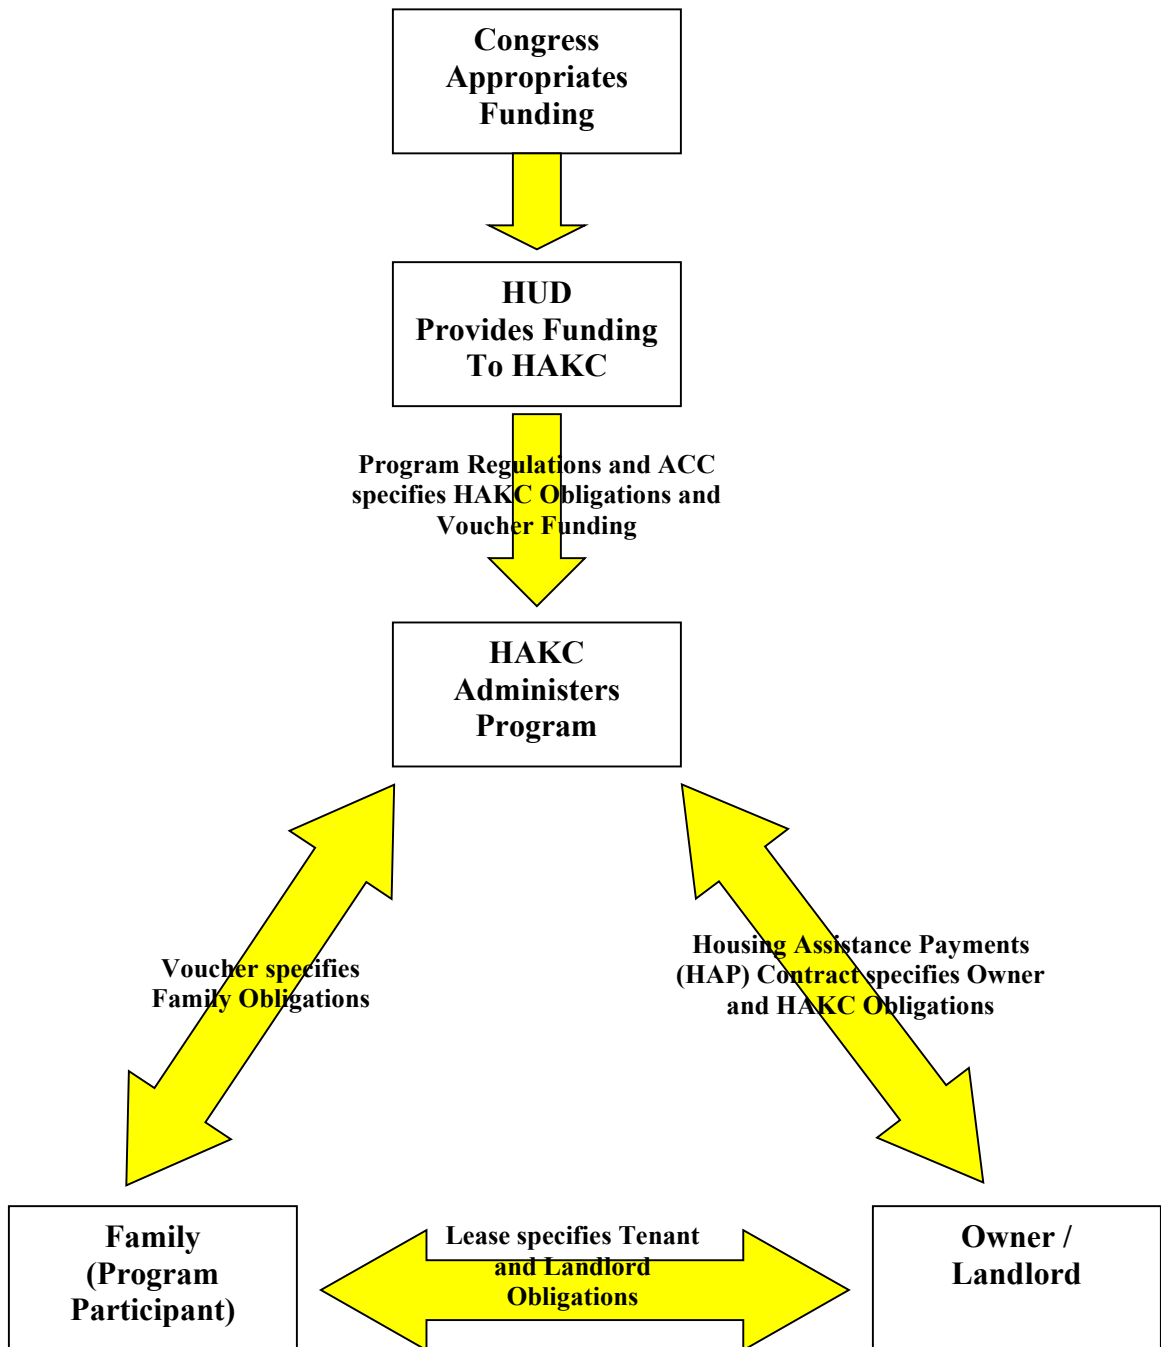 Congress
Appropriates
Funding
HUD
Provides Funding
To HAKC
Program Regulations and ACC
specifies HAKC Obligations and
Voucher Funding
HAKC
Administers
Program
Voucher specifies
Family Obligations
Housing Assistance Payments
(HAP) Contract specifies Owner
and HAKC Obligations
Family
(Program
Participant)
Lease specifies Tenant
and Landlord
Obligations
Owner /
Landlord